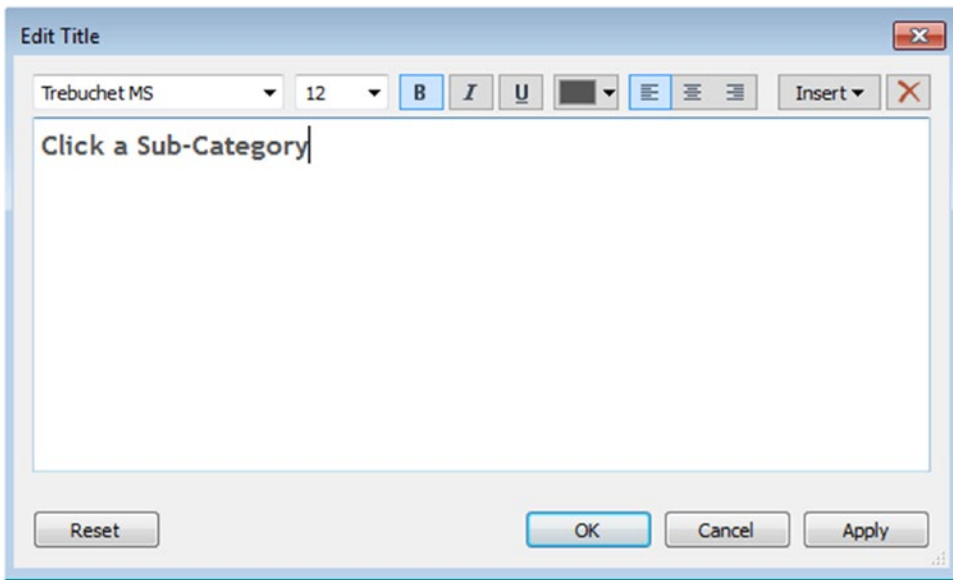 Edit Title
Trebuchet MS 12 B I U Insert
Click a Sub-Category
Reset OK Cancel Apply